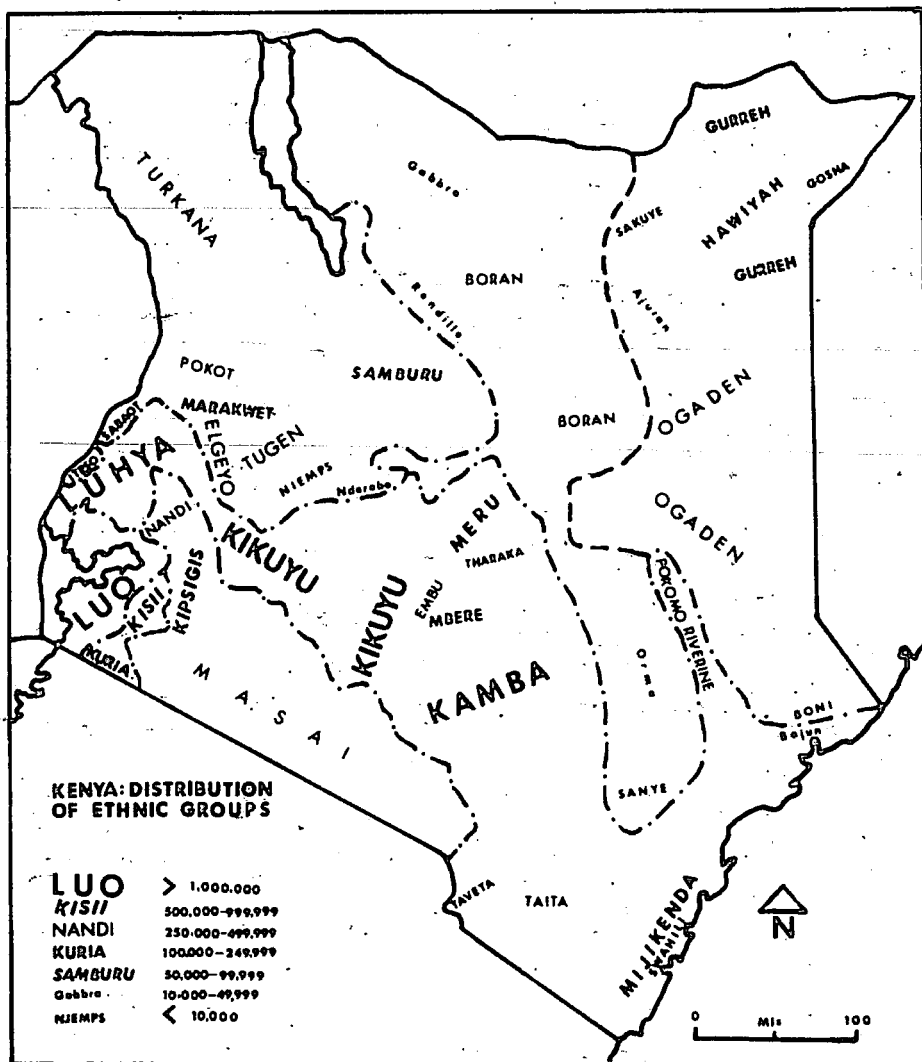 GURREH
GOSHA
TURKANA
Gabbra
HAWIYAH
SAKUYE
GURREH
BORAN
Rendille
Ajuran
POKOT
SAMBURU
MARAKWET
OGADEN
SABAOT
ELGEYO
BORAN
TUGEN
LUHYA
NJEMPS
Ndorobo
OGADEN
NANDI
MERU
KIKUYU
THARAKA
POKOMO RIVERINE
LUO
KISII
KIPSIGIS
KIKUYU
EMBU
MBERE
Orma
KURIA
MASAI
KAMBA
BONI
Bajun
SANYE
KENYA: DISTRIBUTION
OF ETHNIC GROUPS
LUO > 1,000,000
KISII 500,000-999,999
NANDI 250,000-499,999
KURIA 100,000-249,999
SAMBURU 50,000-99,999
Gabbra 10,000-49,999
NJEMPS < 10,000
TAVETA
TAITA
MIJIKENDA
SWAHILI
N
0 Mls 100